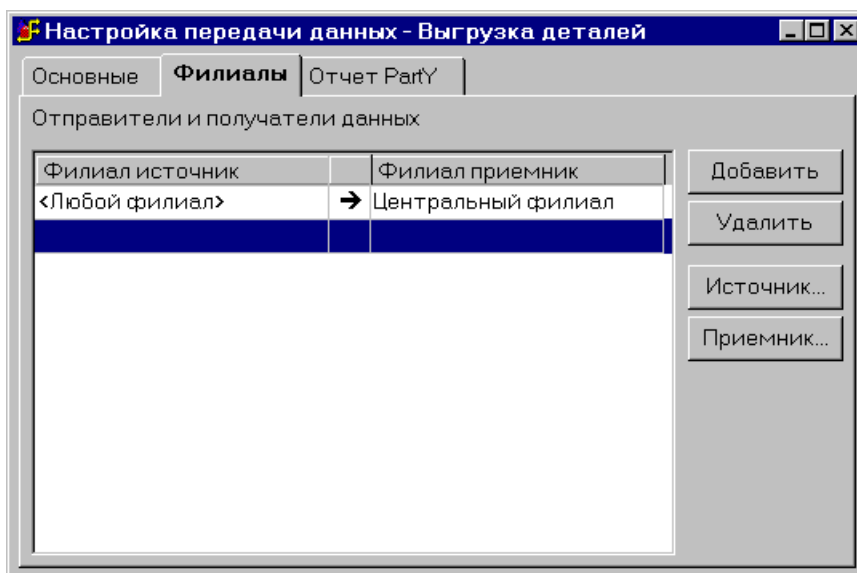 Настройка передачи данных - Выгрузка деталей
Основные Филиалы Отчет PartY
Отправители и получатели данных
Филиал источник Филиал приемник Добавить
<Любой филиал> → Центральный филиал
Удалить
Источник...
Приемник...